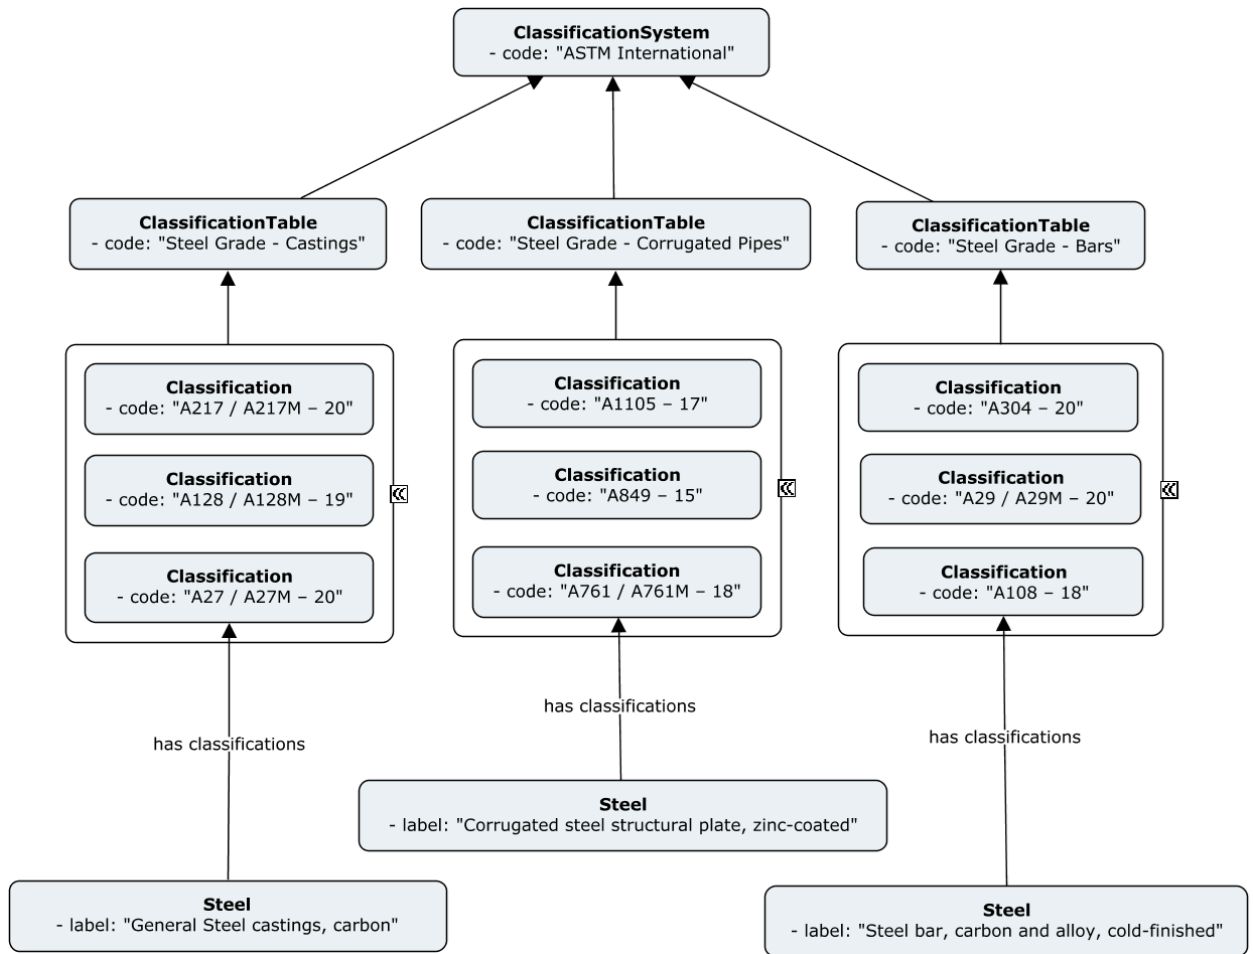 ClassificationSystem
- code: "ASTM International"
ClassificationTable
- code: "Steel Grade - Castings"
ClassificationTable
- code: "Steel Grade - Corrugated Pipes"
ClassificationTable
- code: "Steel Grade - Bars"
Classification
- code: "A217 / A217M – 20"
Classification
- code: "A128 / A128M – 19"
Classification
- code: "A27 / A27M – 20"
Classification
- code: "A1105 – 17"
Classification
- code: "A849 – 15"
Classification
- code: "A761 / A761M – 18"
Classification
- code: "A304 – 20"
Classification
- code: "A29 / A29M – 20"
Classification
- code: "A108 – 18"
has classifications
has classifications
has classifications
Steel
- label: "Corrugated steel structural plate, zinc-coated"
Steel
- label: "General Steel castings, carbon"
Steel
- label: "Steel bar, carbon and alloy, cold-finished"